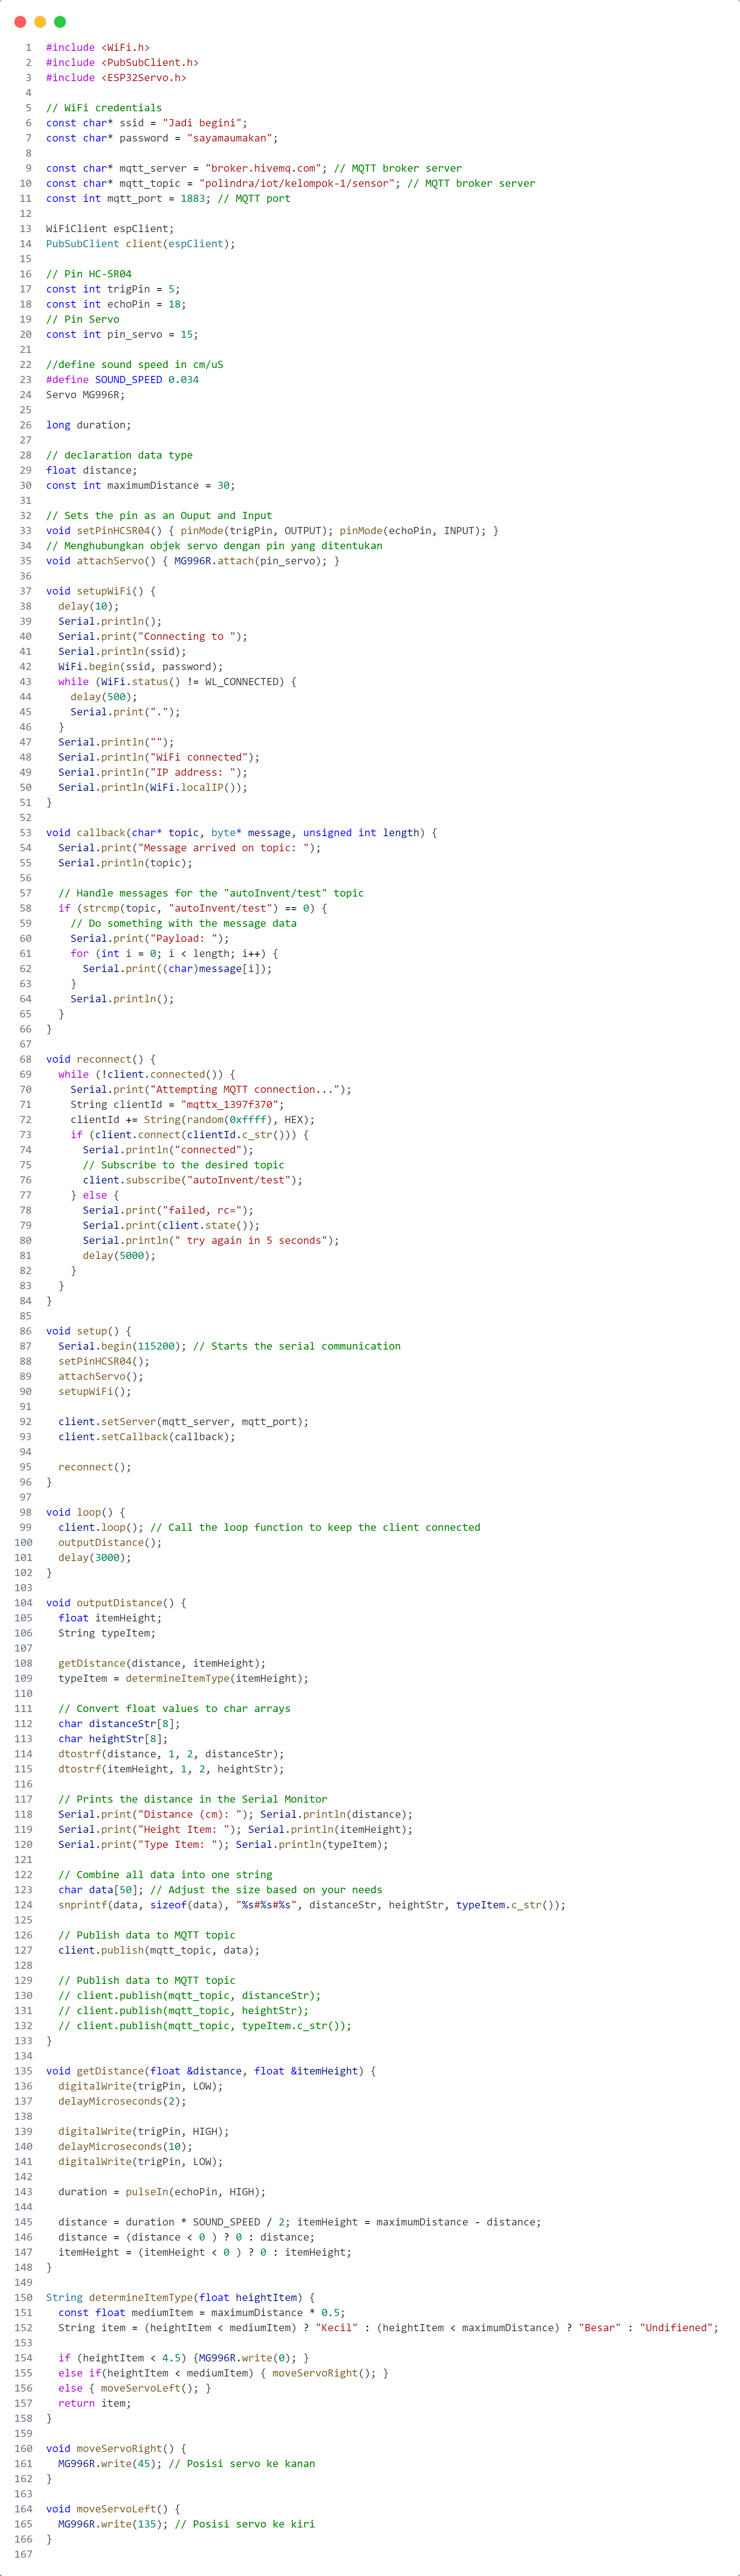 1 #include <WiFi.h>
2 #include <PubSubClient.h>
3 #include <ESP32Servo.h>
4
5 // WiFi credentials
6 const char* ssid = "Jadi begini";
7 const char* password = "sayamaumakan";
8
9 const char* mqtt_server = "broker.hivemq.com"; // MQTT broker server
10 const char* mqtt_topic = "polindra/iot/kelompok-1/sensor"; // MQTT broker server
11 const int mqtt_port = 1883; // MQTT port
12
13 WiFiClient espClient;
14 PubSubClient client(espClient);
15
16 // Pin HC-SR04
17 const int trigPin = 5;
18 const int echoPin = 18;
19 // Pin Servo
20 const int pin_servo = 15;
21
22 //define sound speed in cm/uS
23 #define SOUND_SPEED 0.034
24 Servo MG996R;
25
26 long duration;
27
28 // declaration data type
29 float distance;
30 const int maximumDistance = 30;
31
32 // Sets the pin as an Ouput and Input
33 void setPinHCSR04() { pinMode(trigPin, OUTPUT); pinMode(echoPin, INPUT); }
34 // Menghubungkan objek servo dengan pin yang ditentukan
35 void attachServo() { MG996R.attach(pin_servo); }
36
37 void setupWiFi() {
38   delay(10);
39   Serial.println();
40   Serial.print("Connecting to ");
41   Serial.println(ssid);
42   WiFi.begin(ssid, password);
43   while (WiFi.status() != WL_CONNECTED) {
44     delay(500);
45     Serial.print(".");
46   }
47   Serial.println("");
48   Serial.println("WiFi connected");
49   Serial.println("IP address: ");
50   Serial.println(WiFi.localIP());
51 }
52
53 void callback(char* topic, byte* message, unsigned int length) {
54   Serial.print("Message arrived on topic: ");
55   Serial.println(topic);
56
57   // Handle messages for the "autoInvent/test" topic
58   if (strcmp(topic, "autoInvent/test") == 0) {
59     // Do something with the message data
60     Serial.print("Payload: ");
61     for (int i = 0; i < length; i++) {
62       Serial.print((char)message[i]);
63     }
64     Serial.println();
65   }
66 }
67
68 void reconnect() {
69   while (!client.connected()) {
70     Serial.print("Attempting MQTT connection...");
71     String clientId = "mqttx_1397f370";
72     clientId += String(random(0xffff), HEX);
73     if (client.connect(clientId.c_str())) {
74       Serial.println("connected");
75       // Subscribe to the desired topic
76       client.subscribe("autoInvent/test");
77     } else {
78       Serial.print("failed, rc=");
79       Serial.print(client.state());
80       Serial.println(" try again in 5 seconds");
81       delay(5000);
82     }
83   }
84 }
85
86 void setup() {
87   Serial.begin(115200); // Starts the serial communication
88   setPinHCSR04();
89   attachServo();
90   setupWiFi();
91
92   client.setServer(mqtt_server, mqtt_port);
93   client.setCallback(callback);
94
95   reconnect();
96 }
97
98 void loop() {
99   client.loop(); // Call the loop function to keep the client connected
100   outputDistance();
101   delay(3000);
102 }
103
104 void outputDistance() {
105   float itemHeight;
106   String typeItem;
107
108   getDistance(distance, itemHeight);
109   typeItem = determineItemType(itemHeight);
110
111   // Convert float values to char arrays
112   char distanceStr[8];
113   char heightStr[8];
114   dtostrf(distance, 1, 2, distanceStr);
115   dtostrf(itemHeight, 1, 2, heightStr);
116
117   // Prints the distance in the Serial Monitor
118   Serial.print("Distance (cm): "); Serial.println(distance);
119   Serial.print("Height Item: "); Serial.println(itemHeight);
120   Serial.print("Type Item: "); Serial.println(typeItem);
121
122   // Combine all data into one string
123   char data[50]; // Adjust the size based on your needs
124   snprintf(data, sizeof(data), "%s#%s#%s", distanceStr, heightStr, typeItem.c_str());
125
126   // Publish data to MQTT topic
127   client.publish(mqtt_topic, data);
128
129   // Publish data to MQTT topic
130   // client.publish(mqtt_topic, distanceStr);
131   // client.publish(mqtt_topic, heightStr);
132   // client.publish(mqtt_topic, typeItem.c_str());
133 }
134
135 void getDistance(float &distance, float &itemHeight) {
136   digitalWrite(trigPin, LOW);
137   delayMicroseconds(2);
138
139   digitalWrite(trigPin, HIGH);
140   delayMicroseconds(10);
141   digitalWrite(trigPin, LOW);
142
143   duration = pulseIn(echoPin, HIGH);
144
145   distance = duration * SOUND_SPEED / 2; itemHeight = maximumDistance - distance;
146   distance = (distance < 0 ) ? 0 : distance;
147   itemHeight = (itemHeight < 0 ) ? 0 : itemHeight;
148 }
149
150 String determineItemType(float heightItem) {
151   const float mediumItem = maximumDistance * 0.5;
152   String item = (heightItem < mediumItem) ? "Kecil" : (heightItem < maximumDistance) ? "Besar" : "Undifiened";
153
154   if (heightItem < 4.5) {MG996R.write(0); }
155   else if(heightItem < mediumItem) { moveServoRight(); }
156   else { moveServoLeft(); }
157   return item;
158 }
159
160 void moveServoRight() {
161   MG996R.write(45); // Posisi servo ke kanan
162 }
163
164 void moveServoLeft() {
165   MG996R.write(135); // Posisi servo ke kiri
166 }
167